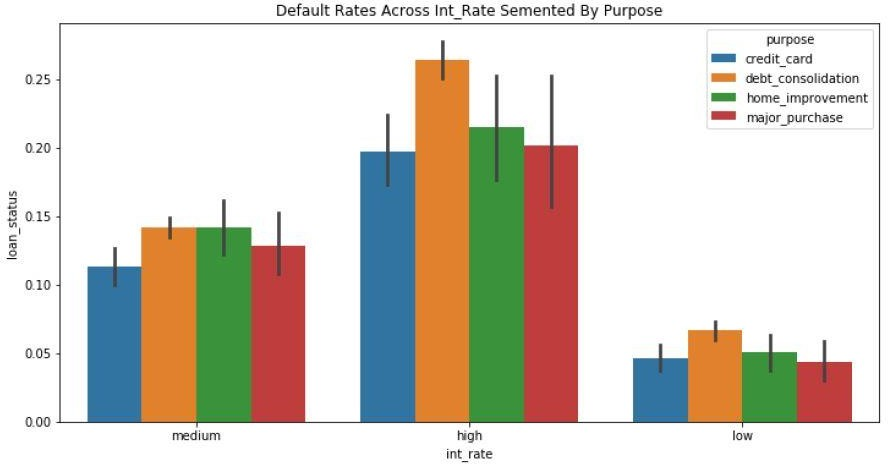 Default Rates Across Int_Rate Semented By Purpose
purpose
credit_card
debt_consolidation
home_improvement
major_purchase
0.25
0.20
0.15
0.10
0.05
0.00
loan_status
medium high low
int_rate